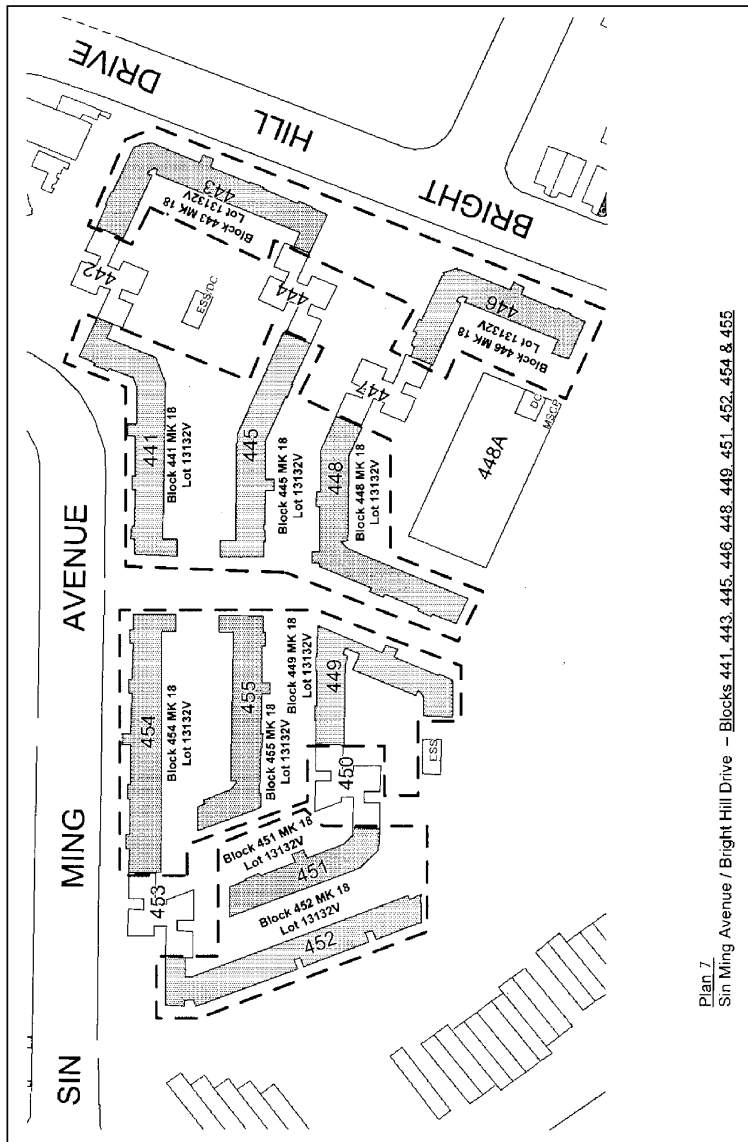 SIN MING AVENUE
BRIGHT HILL DRIVE
442
443
Block 443 MK 18
Lot 13132V
ESS/DC
444
441
Block 441 MK 18
Lot 13132V
445
Block 445 MK 18
Lot 13132V
446
Block 446 MK 18
Lot 13132V
447
448
Block 448 MK 18
Lot 13132V
DC
MSCP
448A
454
Block 454 MK 18
Lot 13132V
455
Block 455 MK 18
Lot 13132V
449
Block 449 MK 18
Lot 13132V
ESS
450
453
Block 451 MK 18
Lot 13132V
451
Block 452 MK 18
Lot 13132V
452
Plan 7
Sin Ming Avenue / Bright Hill Drive – Blocks 441, 443, 445, 446, 448, 449, 451, 452, 454 & 455